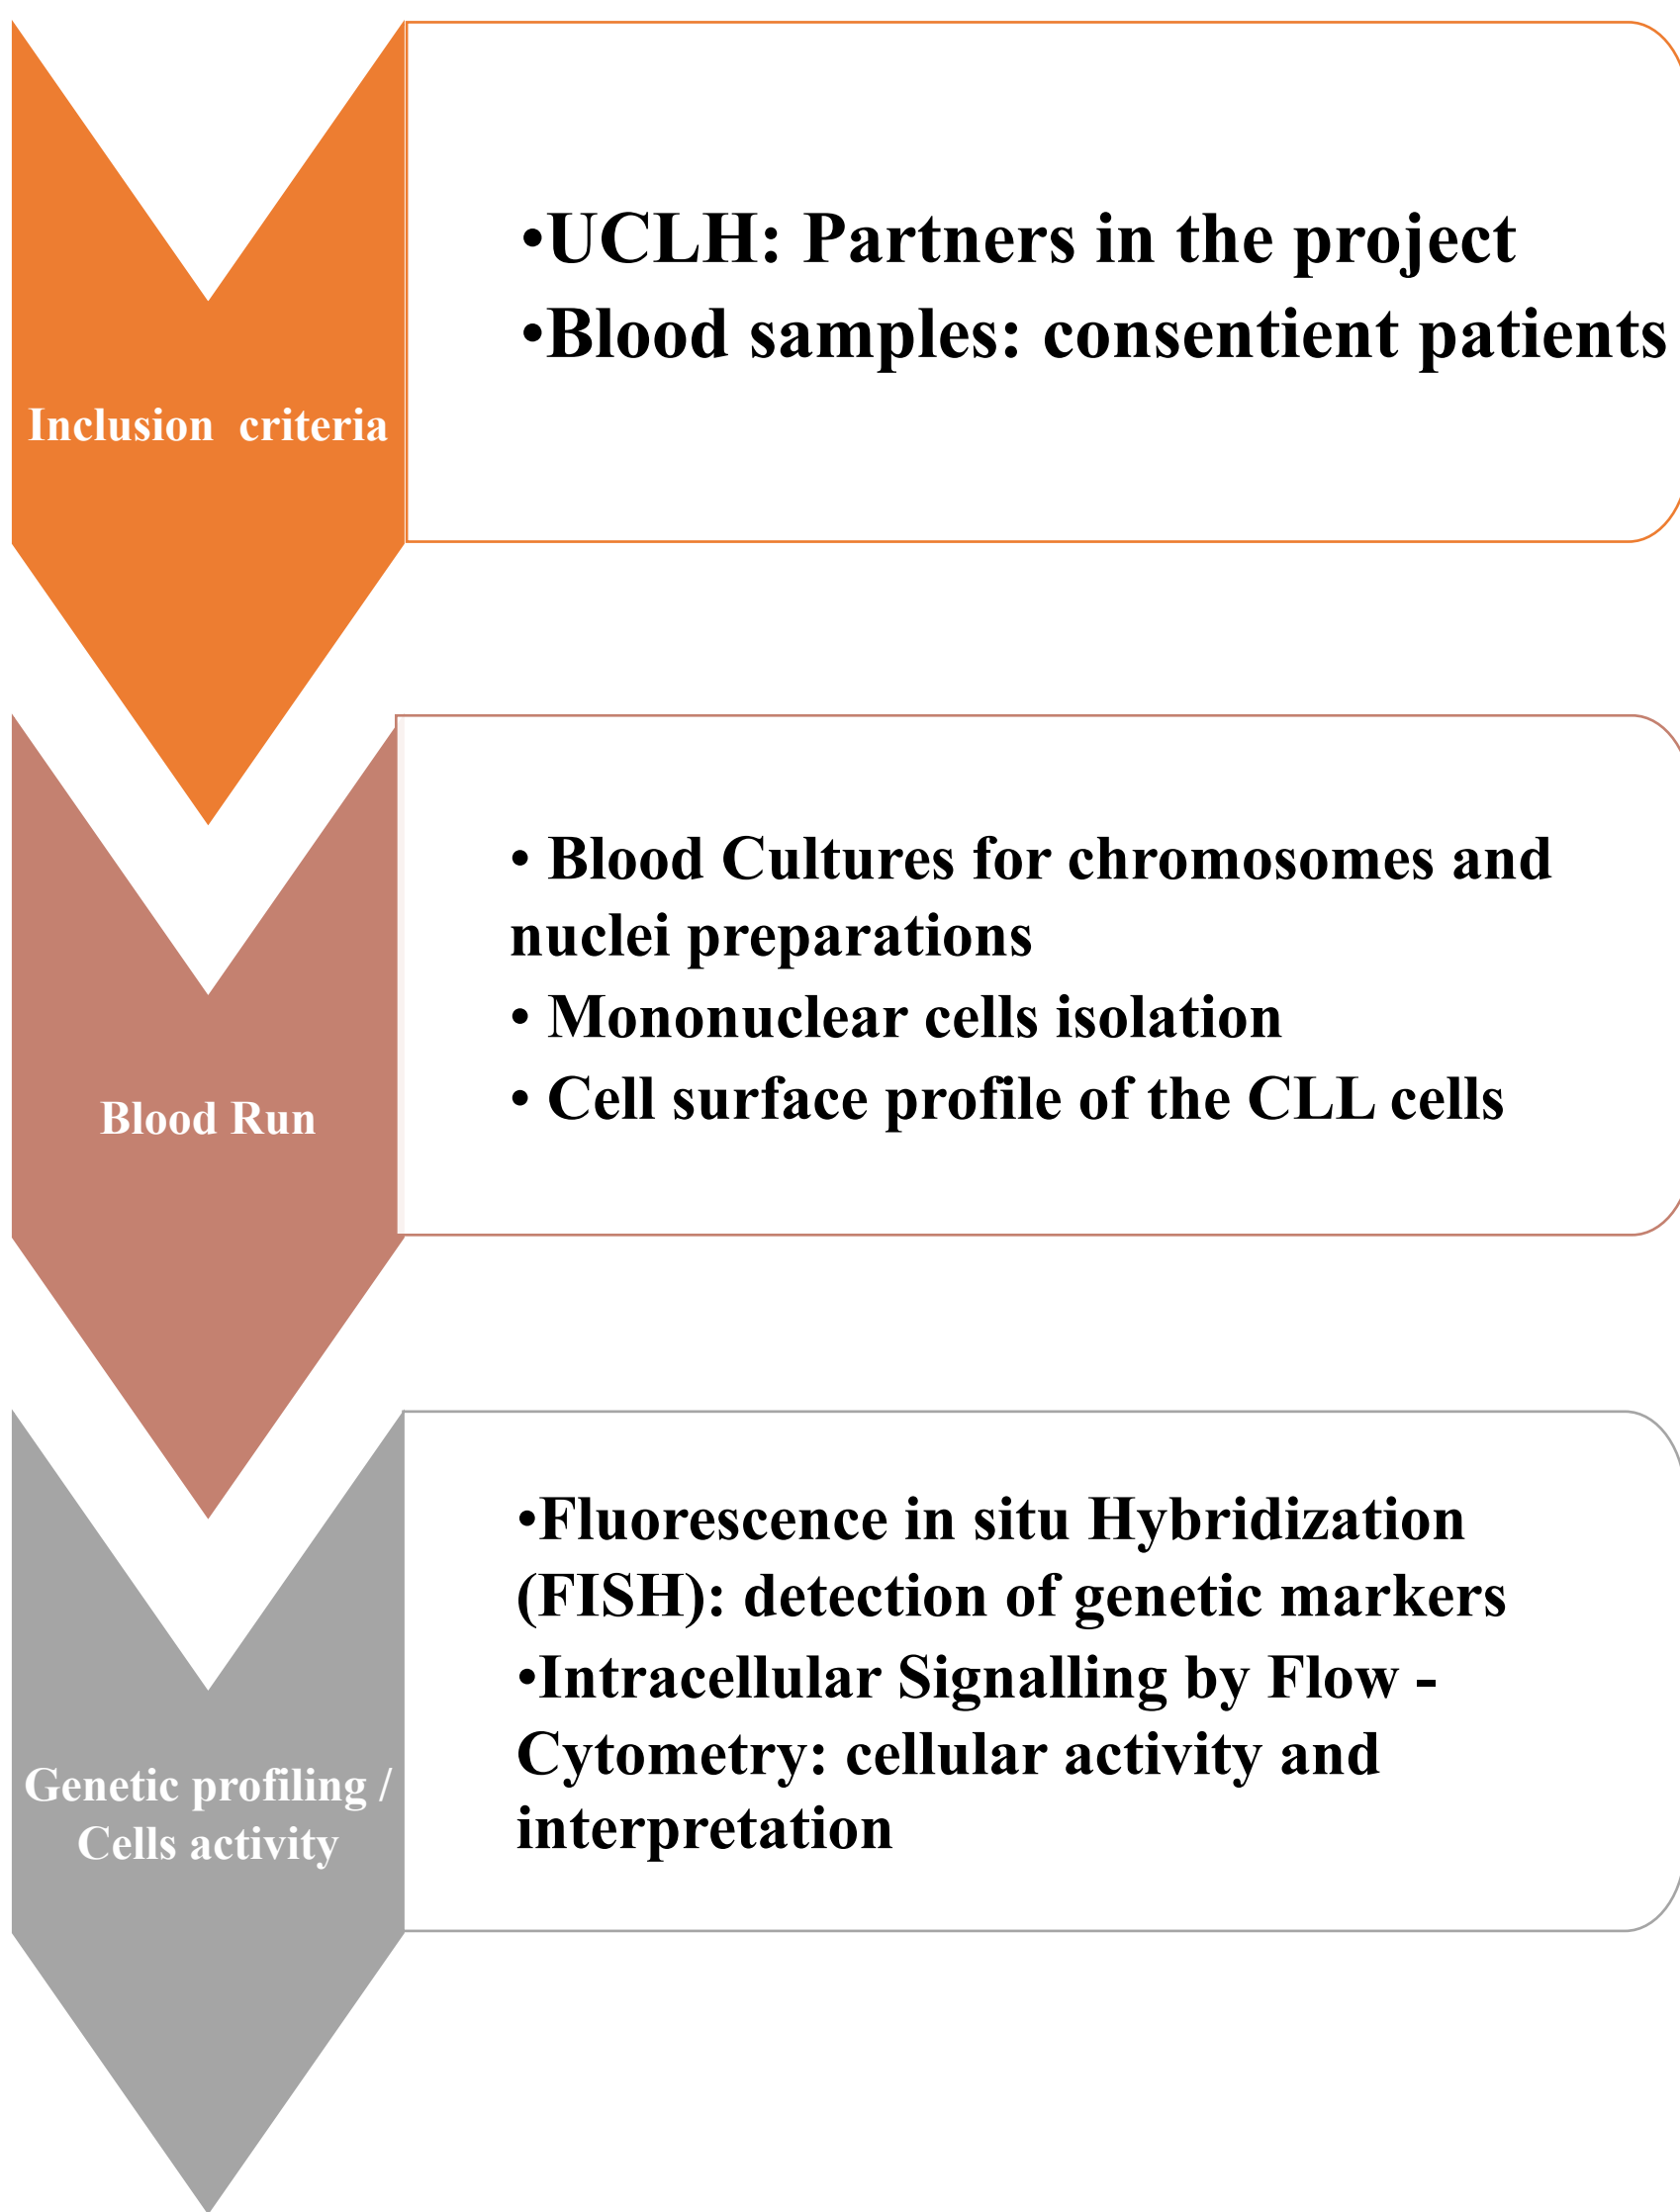 Inclusion criteria
•UCLH: Partners in the project
•Blood samples: consentient patients
Blood Run
• Blood Cultures for chromosomes and
nuclei preparations
• Mononuclear cells isolation
• Cell surface profile of the CLL cells
Genetic profiling /
Cells activity
•Fluorescence in situ Hybridization
(FISH): detection of genetic markers
•Intracellular Signalling by Flow -
Cytometry: cellular activity and
interpretation